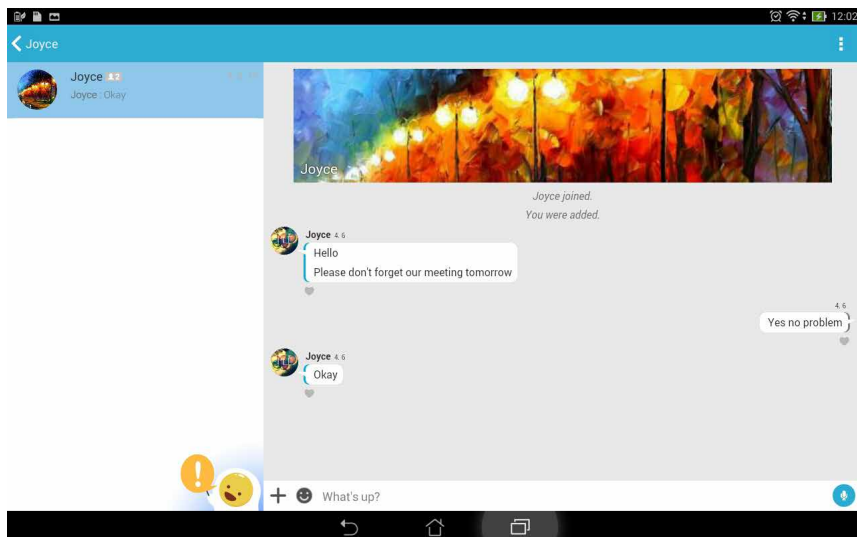 12:02
Joyce
Joyce 2
Joyce : Okay
Joyce
Joyce joined.
You were added.
Joyce 4. 6
Hello
Please don't forget our meeting tomorrow
4. 6
Yes no problem
Joyce 4. 6
Okay
What's up?